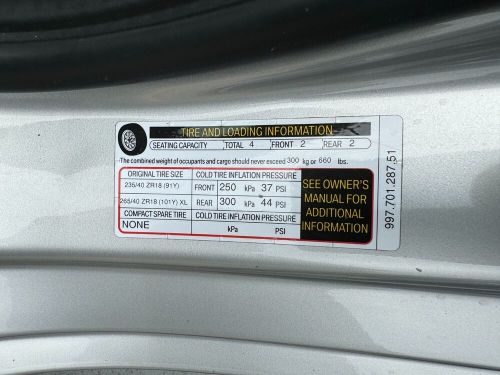 TIRE AND LOADING INFORMATION
SEATING CAPACITY TOTAL 4 FRONT 2 REAR 2
The combined weight of occupants and cargo should never exceed 300 kg or 660 lbs.
ORIGINAL TIRE SIZE COLD TIRE INFLATION PRESSURE
235/40 ZR18 (91Y) FRONT 250 kPa 37 PSI
265/40 ZR18 (101Y) XL REAR 300 kPa 44 PSI
COMPACT SPARE TIRE COLD TIRE INFLATION PRESSURE
NONE kPa PSI
SEE OWNER'S
MANUAL FOR
ADDITIONAL
INFORMATION
997.701.287.51